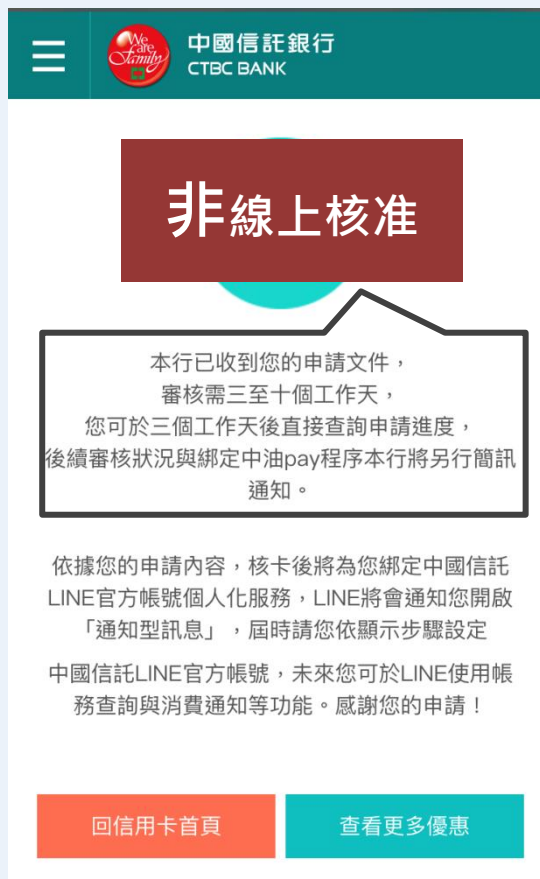 We
are
Family
中國信託銀行
CTBC BANK
非線上核准
本行已收到您的申請文件，
審核需三至十個工作天，
您可於三個工作天後直接查詢申請進度，
後續審核狀況與綁定中油pay程序本行將另行簡訊
通知。
依據您的申請內容，核卡後將為您綁定中國信託
LINE官方帳號個人化服務，LINE將會通知您開啟
「通知型訊息」，屆時請您依顯示步驟設定
中國信託LINE官方帳號，未來您可於LINE使用帳
務查詢與消費通知等功能。感謝您的申請！
回信用卡首頁
查看更多優惠